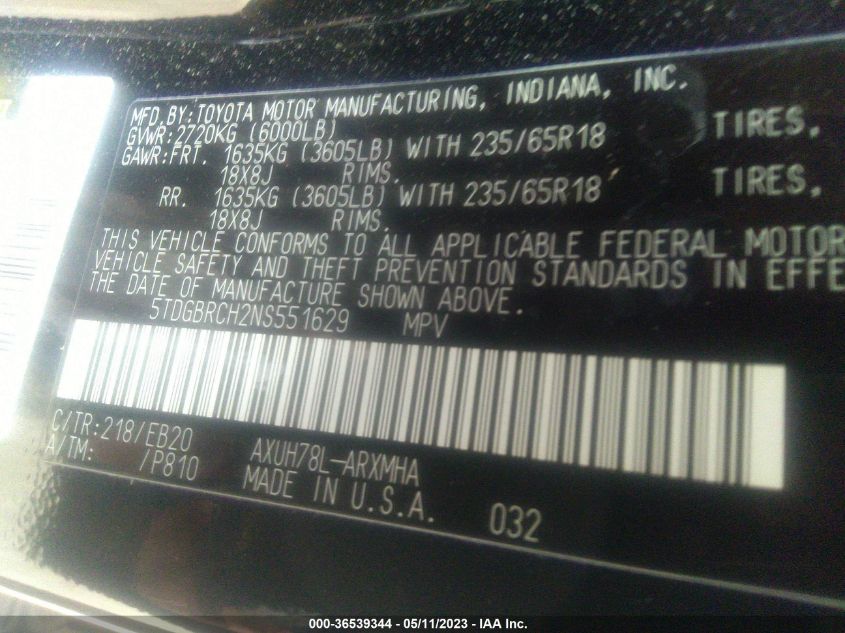 MFD.BY:TOYOTA MOTOR MANUFACTURING, INDIANA, INC.
GVWR:2720KG (6000LB)
GAWR:FRT. 1635KG (3605LB) WITH 235/65R18 TIRES,
18X8J RIMS.
RR. 1635KG (3605LB) WITH 235/65R18 TIRES,
18X8J RIMS.
THIS VEHICLE CONFORMS TO ALL APPLICABLE FEDERAL MOTOR
VEHICLE SAFETY AND THEFT PREVENTION STANDARDS IN EFFE
THE DATE OF MANUFACTURE SHOWN ABOVE.
5TDGBRCH2NS551629 MPV
C/TR:218/EB20 AXUH78L-ARXMHA
A/TM: /P810 MADE IN U.S.A. 032
000-36539344 - 05/11/2023 - IAA Inc.